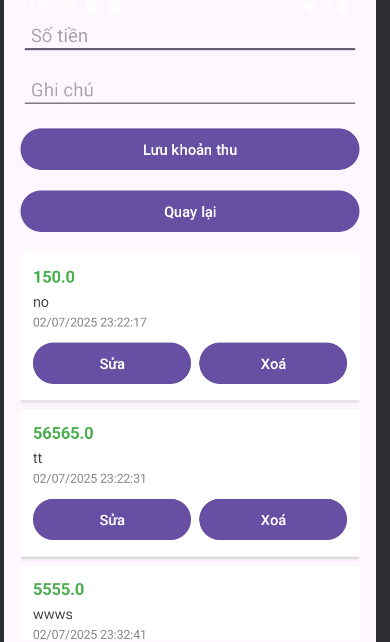 Số tiền
Ghi chú
Lưu khoản thu
Quay lại
150.0
no
02/07/2025 23:22:17
Sửa Xoá
56565.0
tt
02/07/2025 23:22:31
Sửa Xoá
5555.0
wwws
02/07/2025 23:32:41